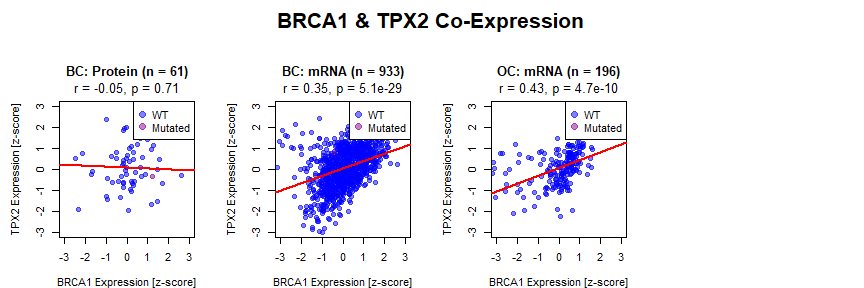 BRCA1 & TPX2 Co-Expression
BC: Protein (n = 61)
r = -0.05, p = 0.71
TPX2 Expression [z-score]
3
2
1
0
-1
-2
-3
WT
Mutated
-3 -2 -1 0 1 2 3
BRCA1 Expression [z-score]
BC: mRNA (n = 933)
r = 0.35, p = 5.1e-29
TPX2 Expression [z-score]
3
2
1
0
-1
-2
-3
WT
Mutated
-3 -2 -1 0 1 2 3
BRCA1 Expression [z-score]
OC: mRNA (n = 196)
r = 0.43, p = 4.7e-10
TPX2 Expression [z-score]
3
2
1
0
-1
-2
-3
WT
Mutated
-3 -2 -1 0 1 2 3
BRCA1 Expression [z-score]